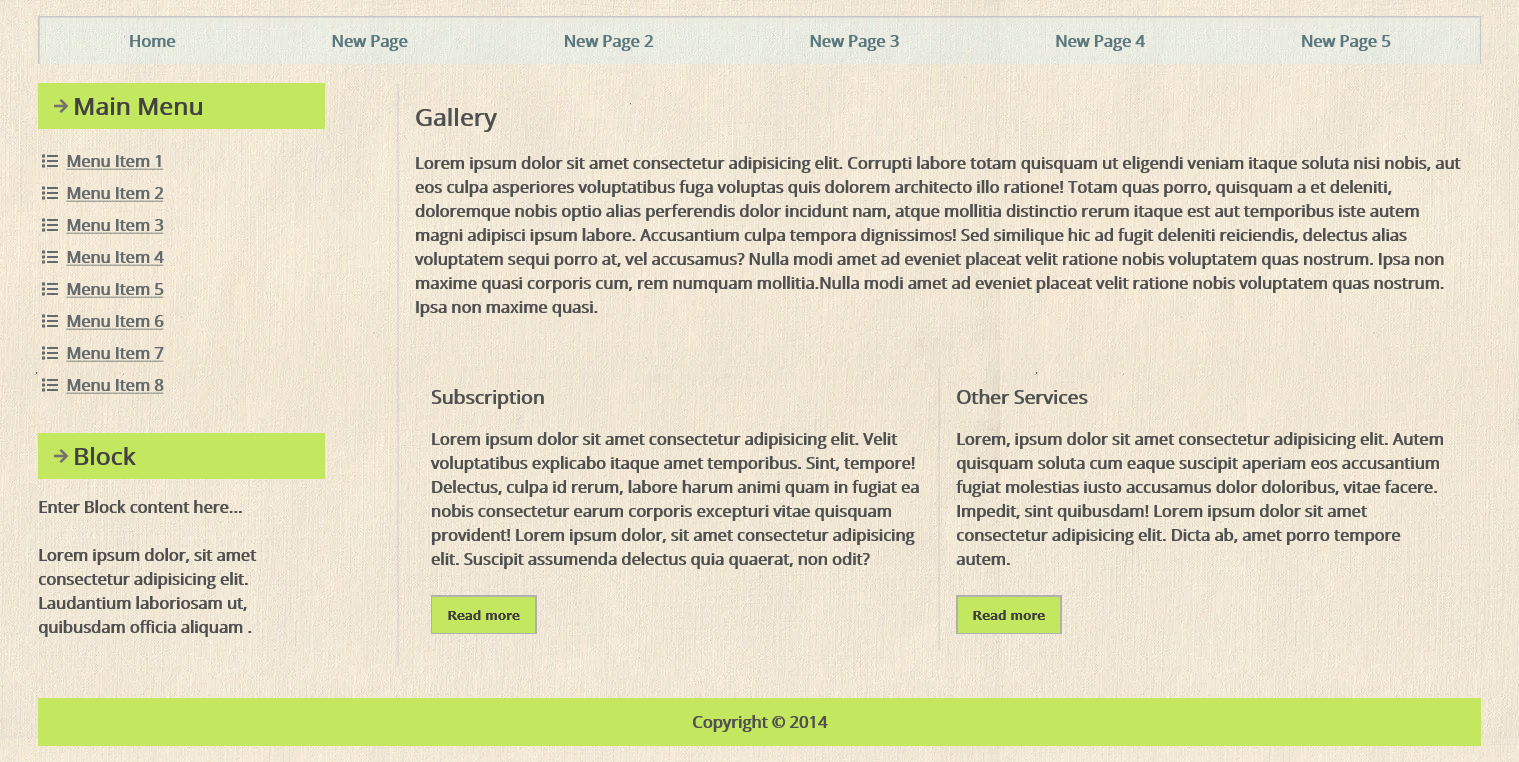 Home New Page New Page 2 New Page 3 New Page 4 New Page 5
Main Menu
Menu Item 1
Menu Item 2
Menu Item 3
Menu Item 4
Menu Item 5
Menu Item 6
Menu Item 7
Menu Item 8
Block
Enter Block content here...
Lorem ipsum dolor, sit amet
consectetur adipisicing elit.
Laudantium laboriosam ut,
quibusdam officia aliquam .
Gallery
Lorem ipsum dolor sit amet consectetur adipisicing elit. Corrupti labore totam quisquam ut eligendi veniam itaque soluta nisi nobis, aut
eos culpa asperiores voluptatibus fuga voluptas quis dolorem architecto illo ratione! Totam quas porro, quisquam a et deleniti,
doloremque nobis optio alias perferendis dolor incidunt nam, atque mollitia distinctio rerum itaque est aut temporibus iste autem
magni adipisci ipsum labore. Accusantium culpa tempora dignissimos! Sed similique hic ad fugit deleniti reiciendis, delectus alias
voluptatem sequi porro at, vel accusamus? Nulla modi amet ad eveniet placeat velit ratione nobis voluptatem quas nostrum. Ipsa non
maxime quasi corporis cum, rem numquam mollitia.Nulla modi amet ad eveniet placeat velit ratione nobis voluptatem quas nostrum.
Ipsa non maxime quasi.
Subscription
Lorem ipsum dolor sit amet consectetur adipisicing elit. Velit
voluptatibus explicabo itaque amet temporibus. Sint, tempore!
Delectus, culpa id rerum, labore harum animi quam in fugiat ea
nobis consectetur earum corporis excepturi vitae quisquam
provident! Lorem ipsum dolor, sit amet consectetur adipisicing
elit. Suscipit assumenda delectus quia quaerat, non odit?
Read more
Other Services
Lorem, ipsum dolor sit amet consectetur adipisicing elit. Autem
quisquam soluta cum eaque suscipit aperiam eos accusantium
fugiat molestias iusto accusamus dolor doloribus, vitae facere.
Impedit, sint quibusdam! Lorem ipsum dolor sit amet
consectetur adipisicing elit. Dicta ab, amet porro tempore
autem.
Read more
Copyright © 2014